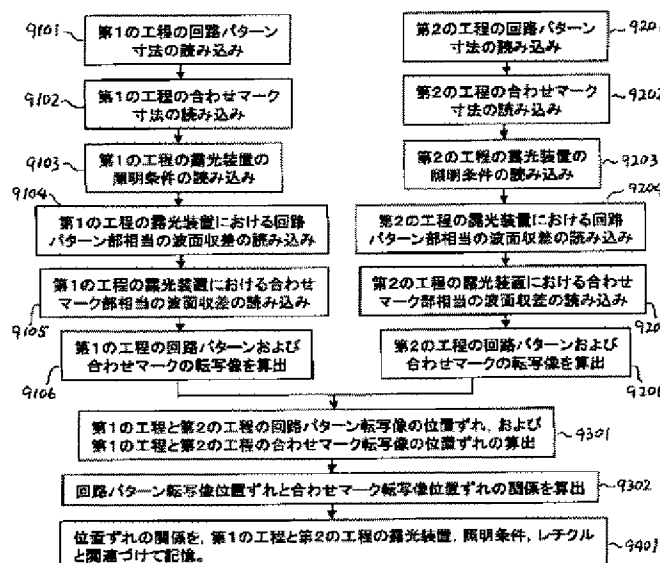 9101
第1の工程の回路パターン
寸法の読み込み
9102
第1の工程の合わせマーク
寸法の読み込み
9103
第1の工程の露光装置の
照明条件の読み込み
9104
第1の工程の露光装置における回路
パターン部相当の波面収差の読み込み
9105
第1の工程の露光装置における合わせ
マーク部相当の波面収差の読み込み
9106
第1の工程の回路パターンおよび
合わせマークの転写像を算出
9201
第2の工程の回路パターン
寸法の読み込み
9202
第2の工程の合わせマーク
寸法の読み込み
9203
第2の工程の露光装置の
照明条件の読み込み
9204
第2の工程の露光装置における回路
パターン部相当の波面収差の読み込み
第2の工程の露光装置における合わせ
マーク部相当の波面収差の読み込み
9206
第2の工程の回路パターンおよび
合わせマークの転写像を算出
9301
第1の工程と第2の工程の回路パターン転写像の位置ずれ、および
第1の工程と第2の工程の合わせマーク転写像の位置ずれの算出
9302
回路パターン転写像位置ずれと合わせマーク転写像位置ずれの関係を算出
9403
位置ずれの関係を、第1の工程と第2の工程の露光装置、照明条件、レチクル
と関連づけて記憶。